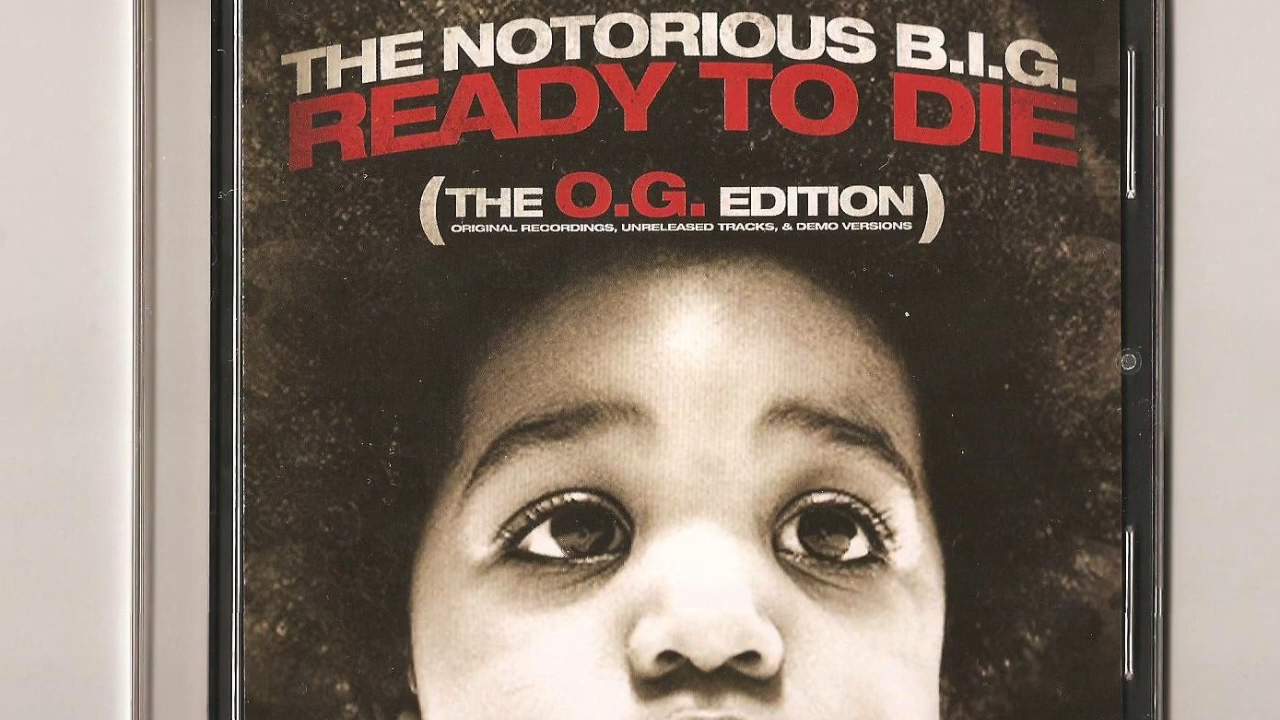 THE NOTORIOUS B.I.G.
READY TO DIE
(THE O.G. EDITION)
ORIGINAL RECORDINGS, UNRELEASED TRACKS, & DEMO VERSIONS